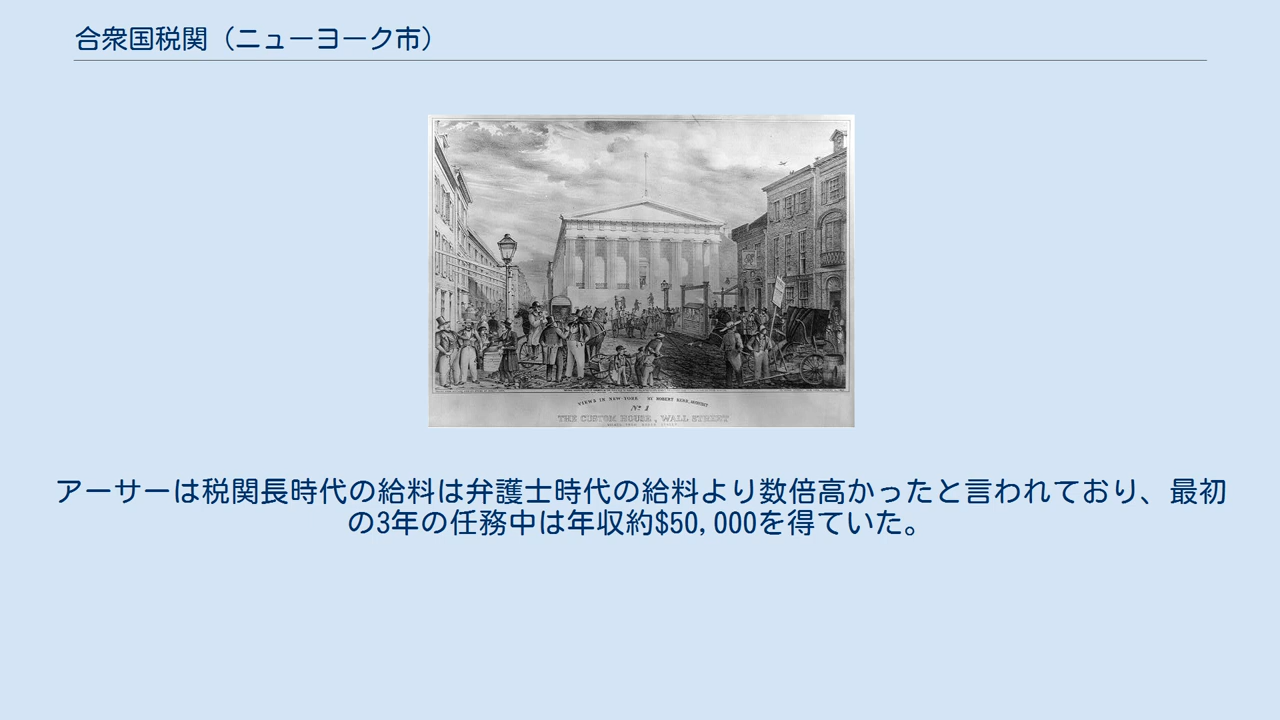 合衆国税関（ニューヨーク市）
VIEWS IN NEW-YORK BY ROBERT KERR, ARCHITECT
No. 1
THE CUSTOM HOUSE, WALL STREET
アーサーは税関長時代の給料は弁護士時代の給料より数倍高かったと言われており、最初
の3年の任務中は年収約$50,000を得ていた。